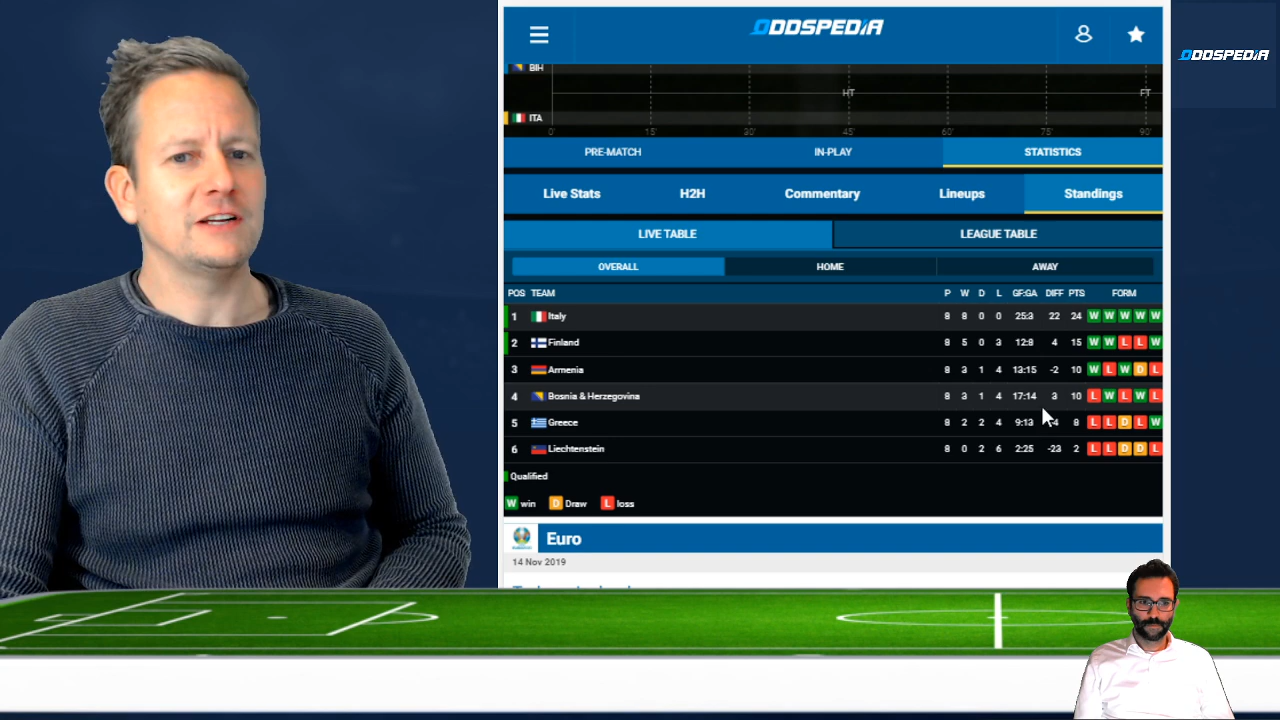 ODDSPEDIA
ODDSPEDIA
BIH
HT FT
ITA
0' 15' 30' 45' 60' 75' 90'
PRE-MATCH IN-PLAY STATISTICS
Live Stats H2H Commentary Lineups Standings
LIVE TABLE LEAGUE TABLE
OVERALL HOME AWAY
POS TEAM P W D L GF:GA DIFF PTS FORM
1 Italy 8 8 0 0 25:3 22 24 W W W W W
2 Finland 8 5 0 3 12:8 4 15 W W L L W
3 Armenia 8 3 1 4 13:15 -2 10 W L W D L
4 Bosnia & Herzegovina 8 3 1 4 17:14 3 10 L W L W L
5 Greece 8 2 2 4 9:13 8 L L D L W
6 Liechtenstein 8 0 2 6 2:25 -23 2 L L D D L
Qualified
W win D Draw L loss
Euro
14 Nov 2019